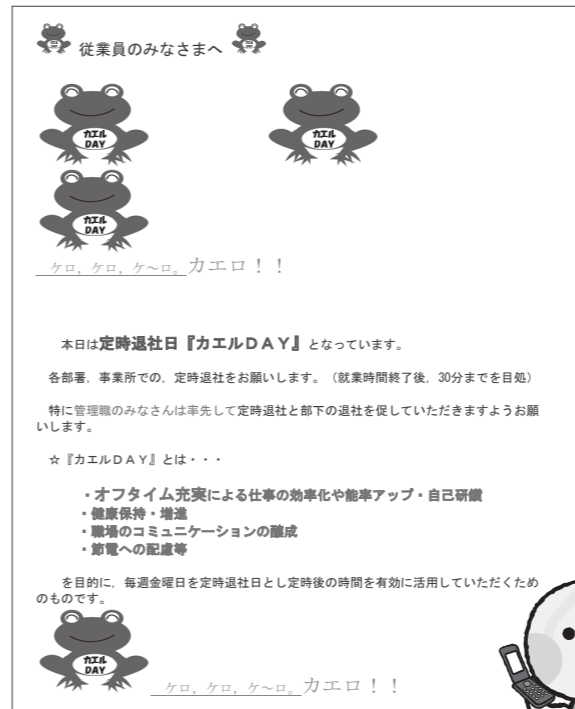 従業員のみなさまへ
カエル
DAY
カエル
DAY
カエル
DAY
ケロ，ケロ，ケ～ロ。カエロ！！
本日は定時退社日『カエルＤＡＹ』となっています。
各部署，事業所での，定時退社をお願いします。（就業時間終了後，30分までを目処）
特に管理職のみなさんは率先して定時退社と部下の退社を促していただきますようお願
いします。
☆『カエルＤＡＹ』とは・・・
・オフタイム充実による仕事の効率化や能率アップ・自己研鑽
・健康保持・増進
・職場のコミュニケーションの醸成
・節電への配慮等
を目的に，毎週金曜日を定時退社日とし定時後の時間を有効に活用していただくため
のものです。
カエル
DAY
ケロ，ケロ，ケ～ロ。カエロ！！